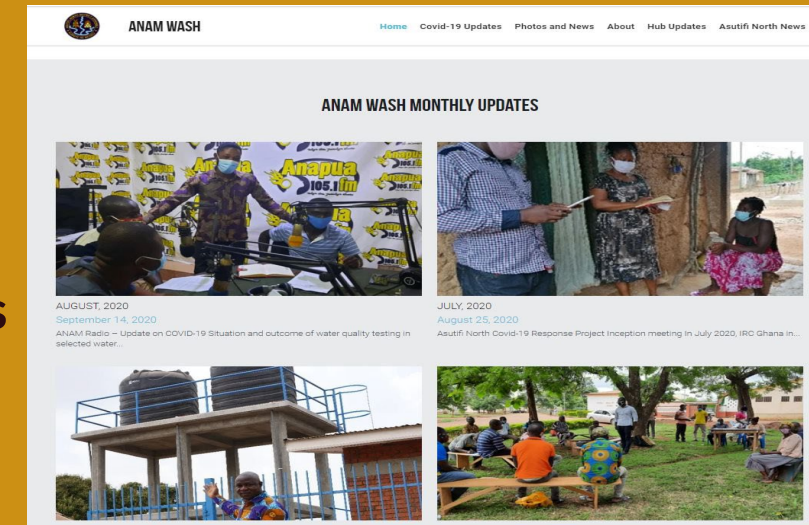 ANAM WASH
Home Covid-19 Updates Photos and News About Hub Updates Asutifi North News
ANAM WASH MONTHLY UPDATES
Anapua
105.1 fm
AUGUST, 2020
September 14, 2020
ANAM Radio – Update on COVID-19 Situation and outcome of water quality testing in
selected water...
JULY, 2020
August 25, 2020
Asutifi North Covid-19 Response Project Inception meeting In July 2020, IRC Ghana in...
s